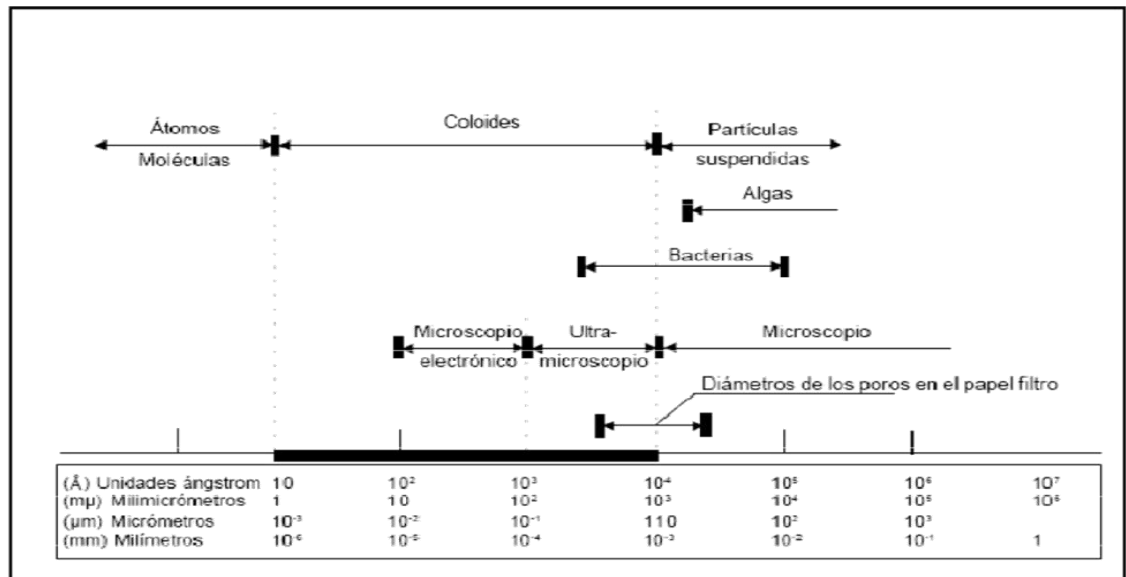 Átomos
Moléculas
Coloides
Partículas
suspendidas
Algas
Bacterias
Microscopio
electrónico
Ultra-
microscopio
Microscopio
Diámetros de los poros en el papel filtro
(Å) Unidades ángstrom 10 10² 10³ 10⁴ 10⁵ 10⁶ 10⁷
(mμ) Milimicrómetros 1 10 10² 10³ 10⁴ 10⁵ 10⁶
(μm) Micrómetros 10⁻³ 10⁻² 10⁻¹ 110 10² 10³
(mm) Milímetros 10⁻⁶ 10⁻⁵ 10⁻⁴ 10⁻³ 10⁻² 10⁻¹ 1